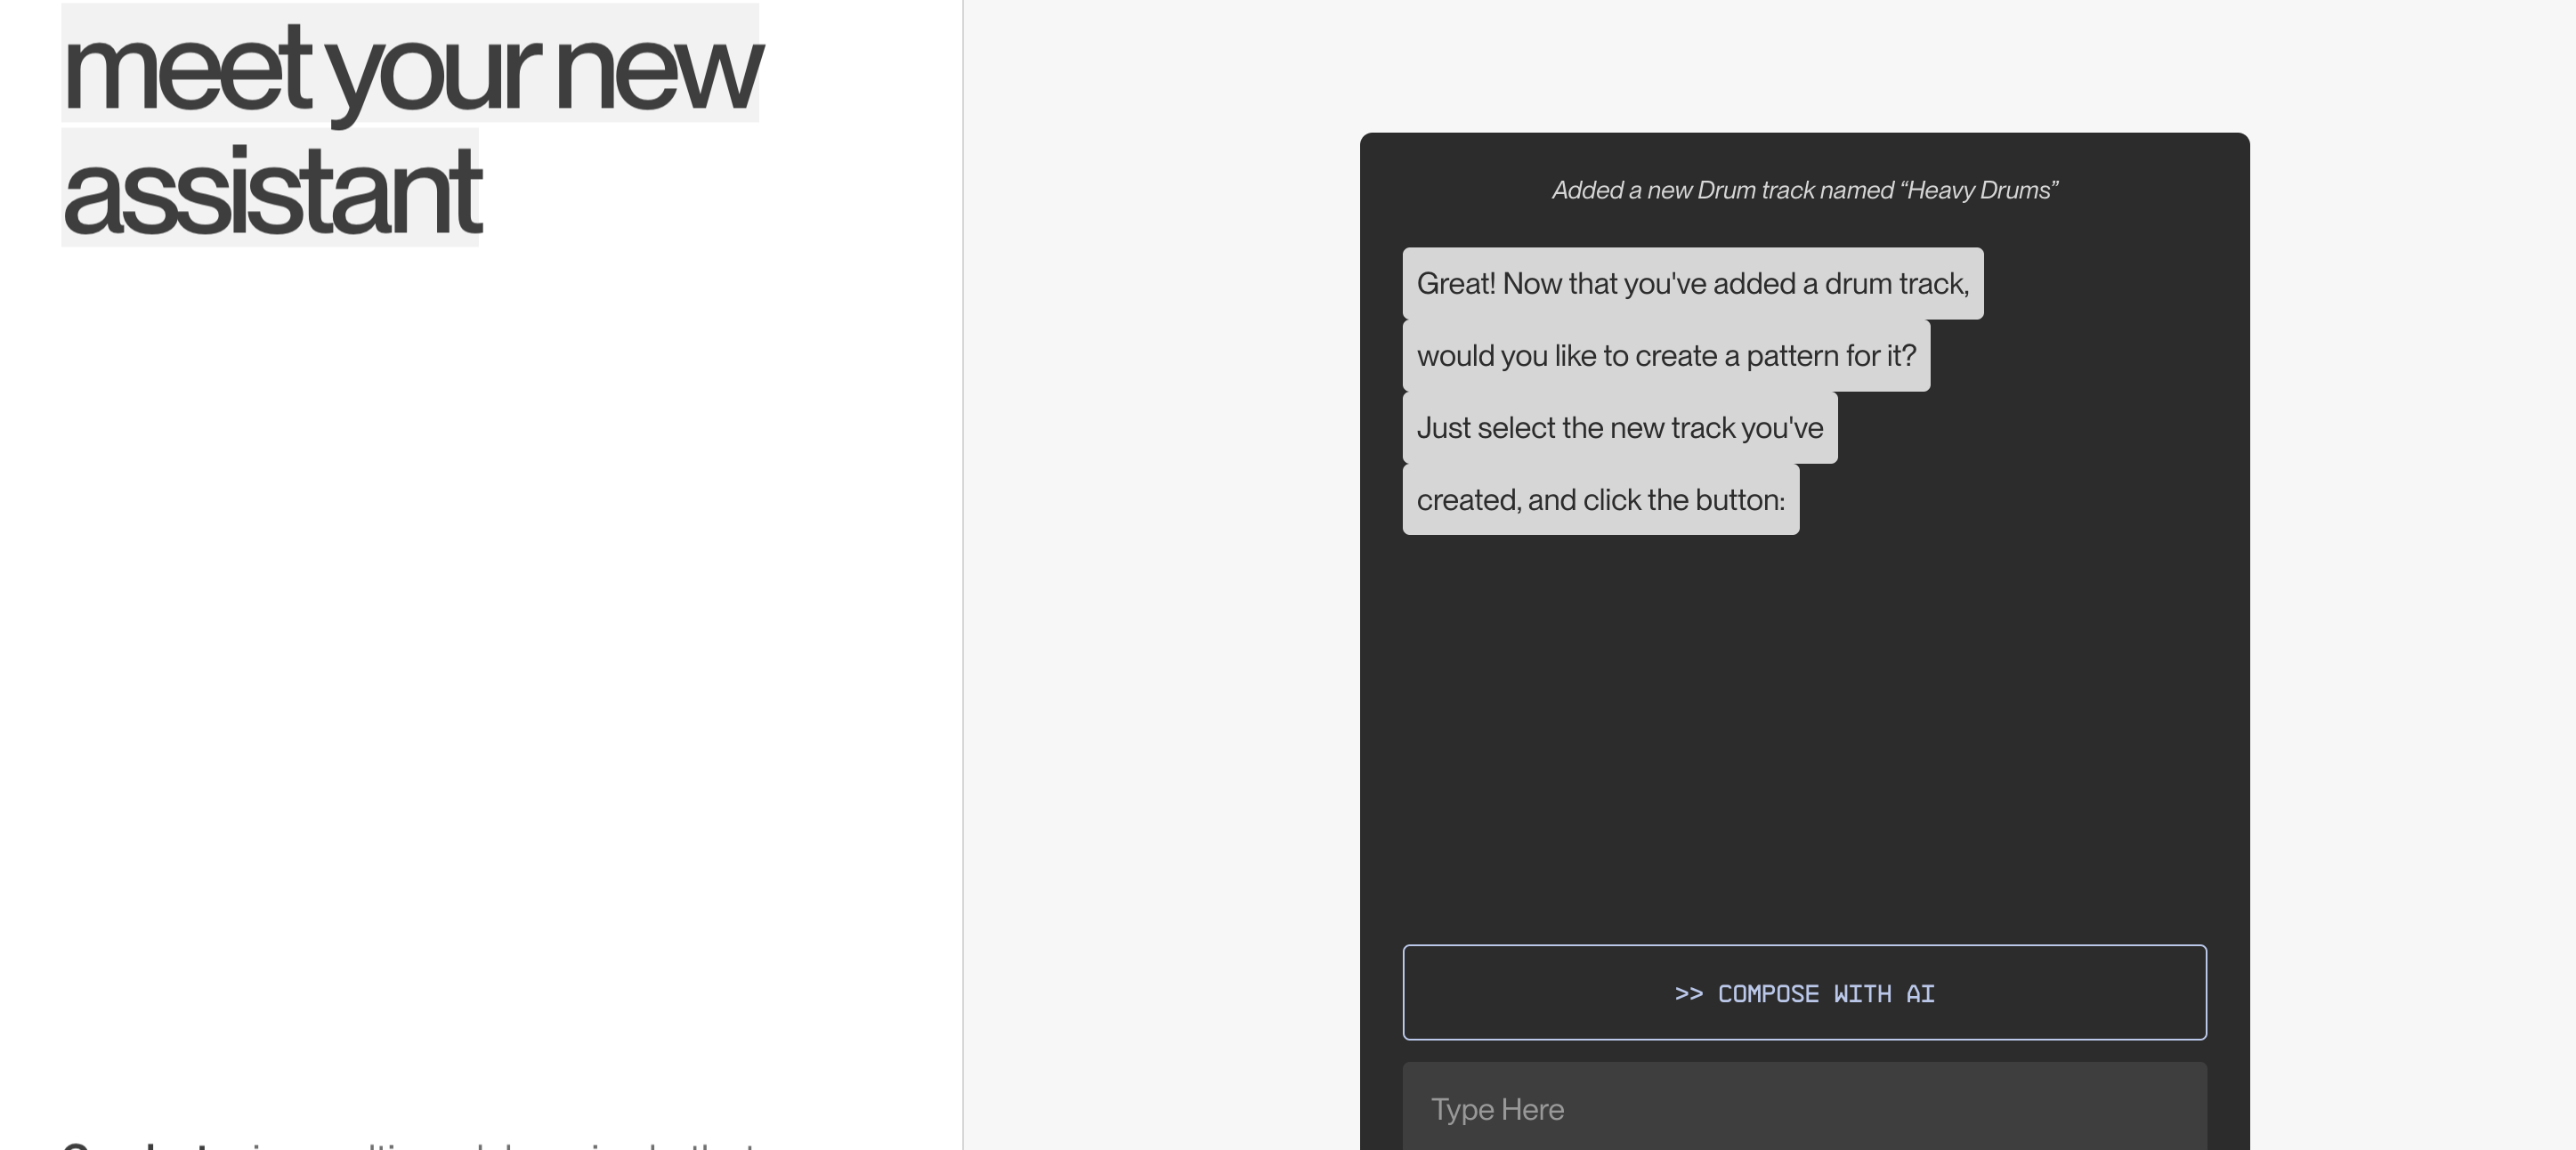 meet your new
assistant
Added a new Drum track named “Heavy Drums”
Great! Now that you've added a drum track,
would you like to create a pattern for it?
Just select the new track you've
created, and click the button:
>> COMPOSE WITH AI
Type Here